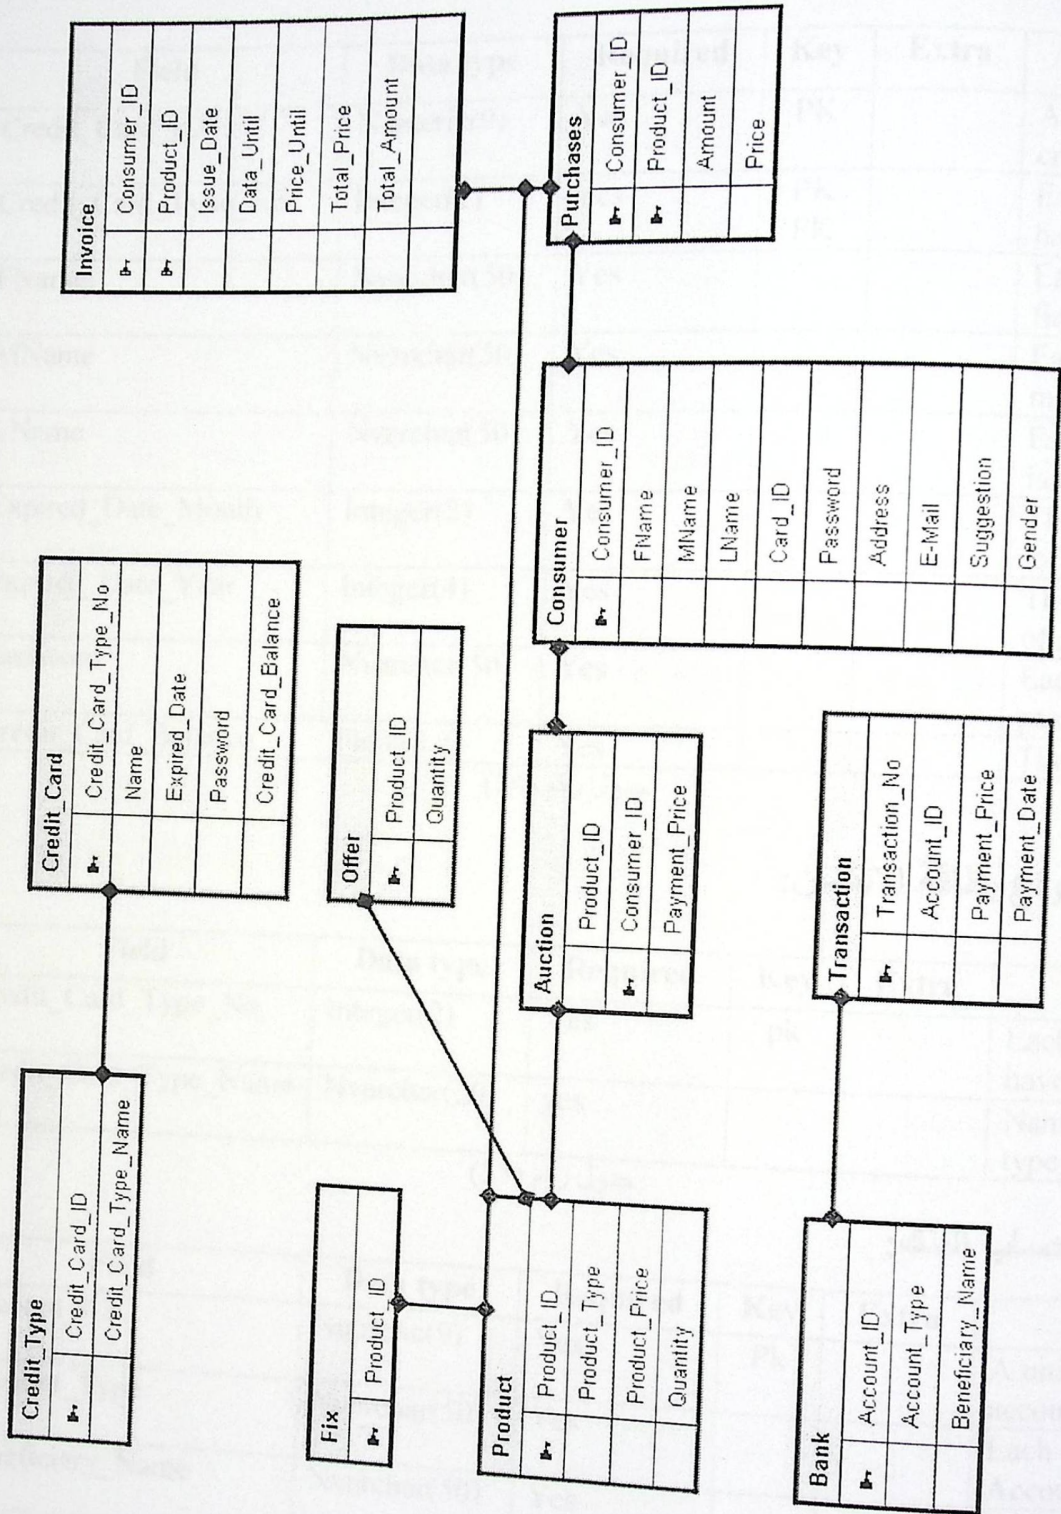 Credit_Type
Credit_Card_ID
Credit_Card_Type_Name
Credit_Card
Credit_Card_Type_No
Name
Expired_Date
Password
Credit_Card_Balance
Invoice
Consumer_ID
Product_ID
Issue_Date
Data_Until
Price_Until
Total_Price
Total_Amount
Fix
Product_ID
Offer
Product_ID
Quantity
Product
Product_ID
Product_Type
Product_Price
Quantity
Auction
Product_ID
Consumer_ID
Payment_Price
Consumer
Consumer_ID
FName
MName
LName
Card_ID
Password
Address
E-Mail
Suggestion
Gender
Purchases
Consumer_ID
Product_ID
Amount
Price
Bank
Account_ID
Account_Type
Beneficiary_Name
Transaction
Transaction_No
Account_ID
Payment_Price
Payment_Date